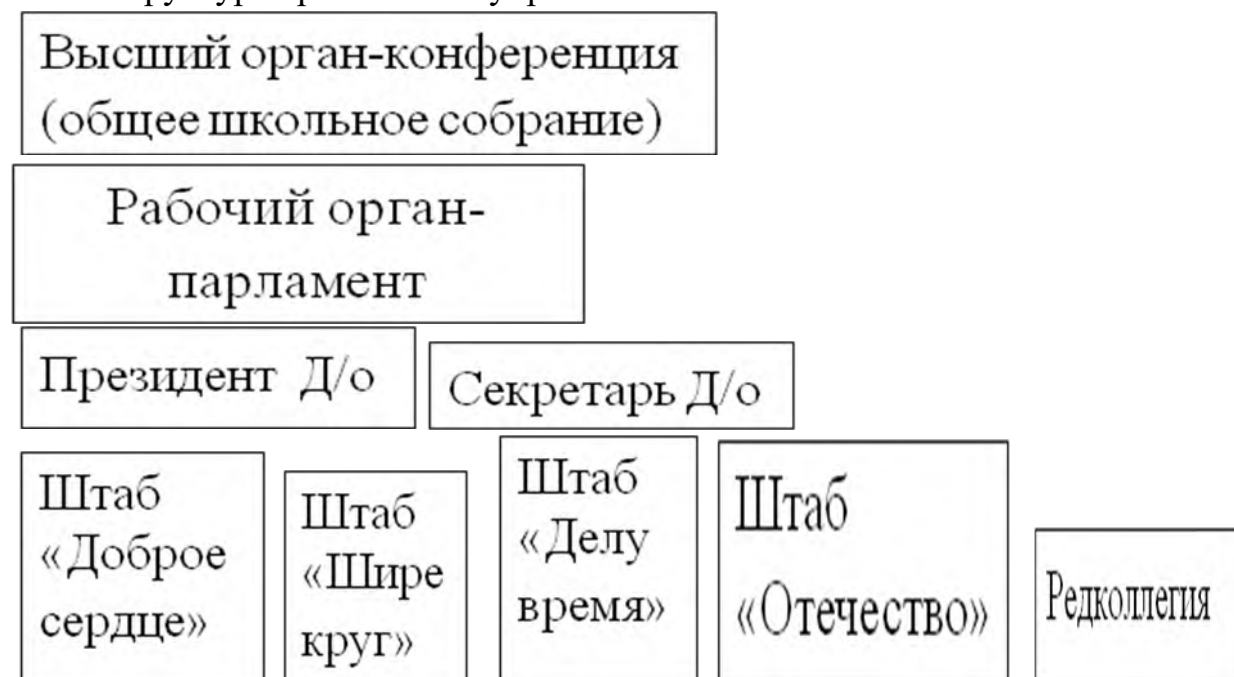 Высший орган-конференция
(общее школьное собрание)
Рабочий орган-
парламент
Президент Д/о
Секретарь Д/о
Штаб
«Доброе
сердце»
Штаб
«Шире
круг»
Штаб
«Делу
время»
Штаб
«Отечество»
Редколлегия